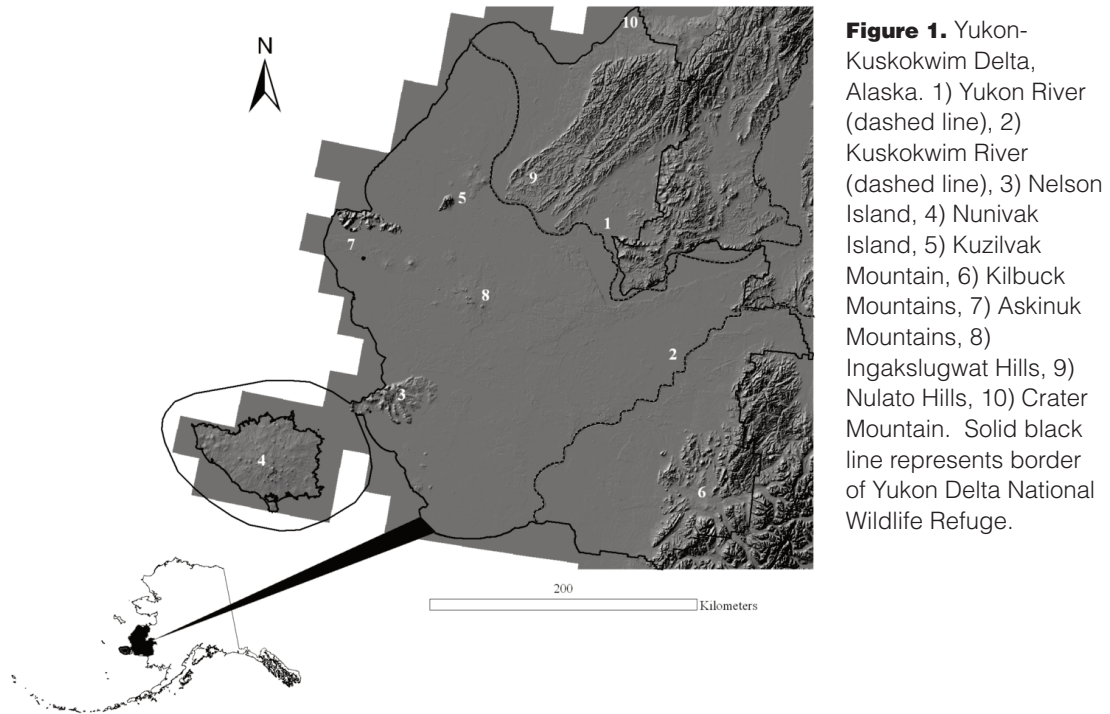 N
10
9
5
1
7
8
2
3
4
6
200
Kilometers
Figure 1. Yukon-
Kuskokwim Delta,
Alaska. 1) Yukon River
(dashed line), 2)
Kuskokwim River
(dashed line), 3) Nelson
Island, 4) Nunivak
Island, 5) Kuzilvak
Mountain, 6) Kilbuck
Mountains, 7) Askinuk
Mountains, 8)
Ingakslugwat Hills, 9)
Nulato Hills, 10) Crater
Mountain. Solid black
line represents border
of Yukon Delta National
Wildlife Refuge.